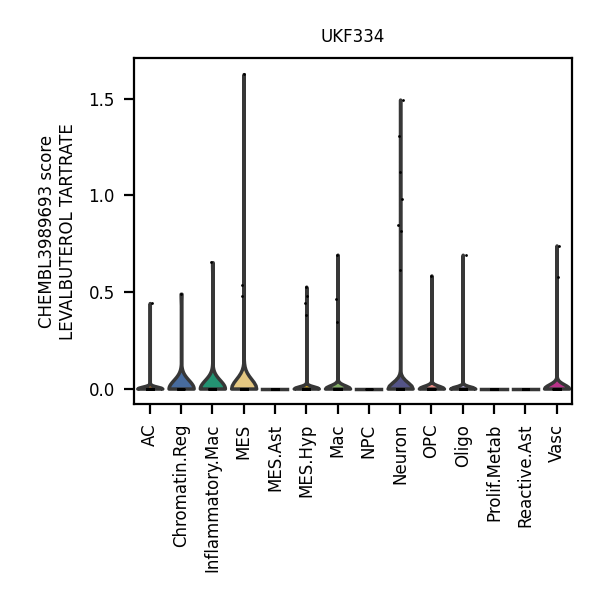 UKF334
CHEMBL3989693 score
LEVALBUTEROL TARTRATE
1.5
1.0
0.5
0.0
AC
Chromatin.Reg
Inflammatory.Mac
MES
MES.Ast
MES.Hyp
Mac
NPC
Neuron
OPC
Oligo
Prolif.Metab
Reactive.Ast
Vasc